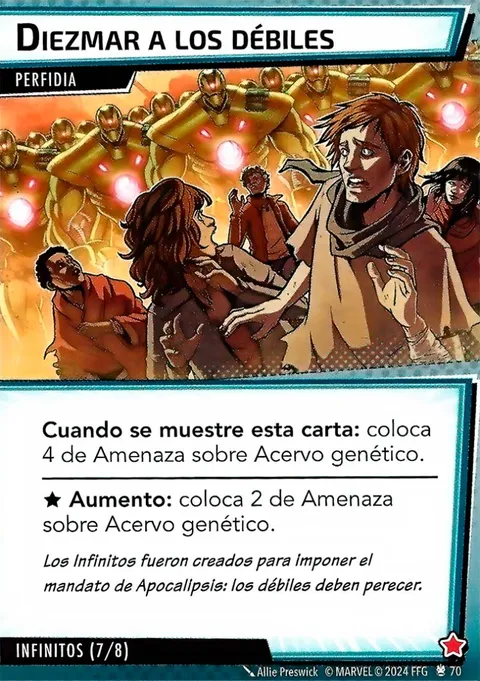 DIEZMAR A LOS DÉBILES
PERFIDIA
Cuando se muestre esta carta: coloca
4 de Amenaza sobre Acervo genético.
★ Aumento: coloca 2 de Amenaza
sobre Acervo genético.
Los Infinitos fueron creados para imponer el
mandato de Apocalipsis: los débiles deben perecer.
INFINITOS (7/8)
Allie Preswick © MARVEL © 2024 FFG 70